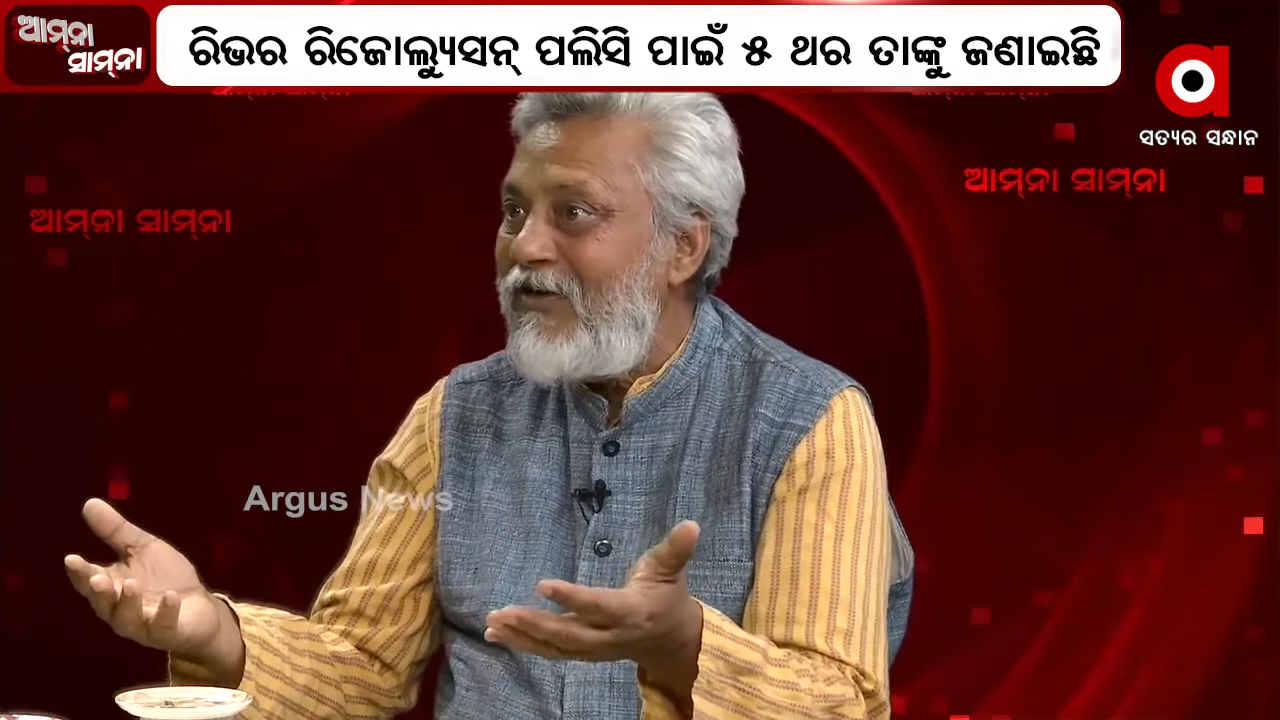 ଆମ୍‌ନା
ସାମ୍‌ନା
ରିଭର ରିଜୋଲ୍ୟୁସନ୍ ପଲିସି ପାଇଁ ୫ ଥର ତାଙ୍କୁ ଜଣାଇଛି
a
ସତ୍ୟର ସନ୍ଧାନ
ଆମ୍‌ନା ସାମ୍‌ନା
ଆମ୍‌ନା ସାମ୍‌ନା
Argus News